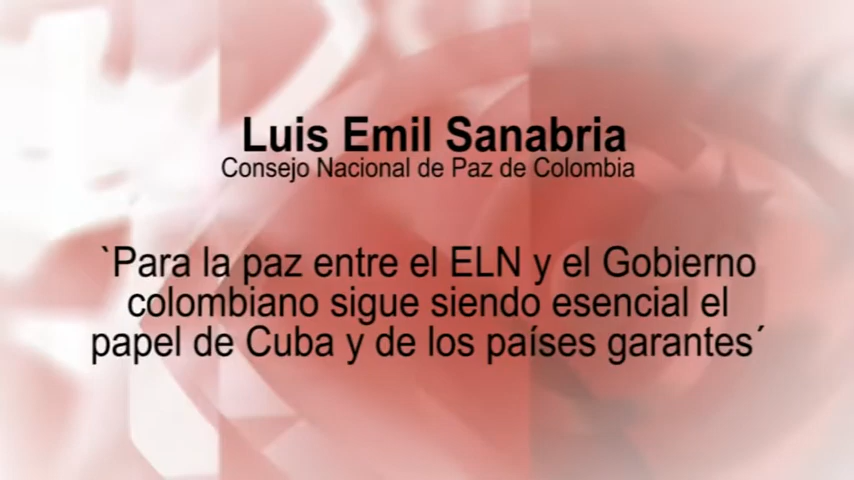 Luis Emil Sanabria
Consejo Nacional de Paz de Colombia
`Para la paz entre el ELN y el Gobierno
colombiano sigue siendo esencial el
papel de Cuba y de los países garantes´